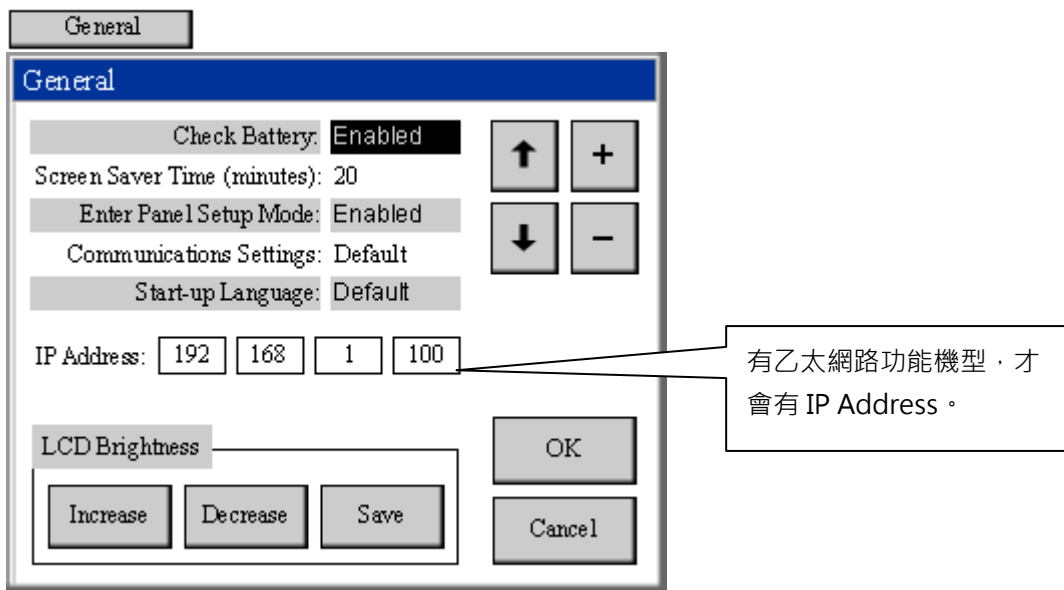 General
General
Check Battery: Enabled
Screen Saver Time (minutes): 20
Enter Panel Setup Mode: Enabled
Communications Settings: Default
Start-up Language: Default
+
−
IP Address: 192 168 1 100
有乙太網路功能機型，才
會有 IP Address。
LCD Brightness
Increase Decrease Save
OK
Cancel